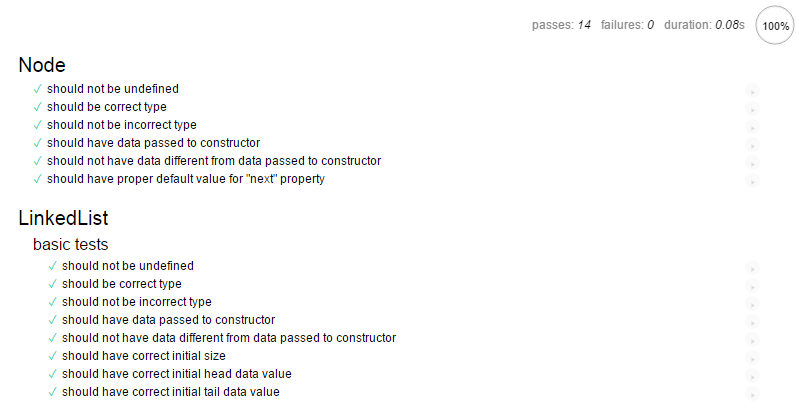 passes: 14 failures: 0 duration: 0.08s 100%
Node
✓ should not be undefined
✓ should be correct type
✓ should not be incorrect type
✓ should have data passed to constructor
✓ should not have data different from data passed to constructor
✓ should have proper default value for "next" property
LinkedList
basic tests
✓ should not be undefined
✓ should be correct type
✓ should not be incorrect type
✓ should have data passed to constructor
✓ should not have data different from data passed to constructor
✓ should have correct initial size
✓ should have correct initial head data value
✓ should have correct initial tail data value